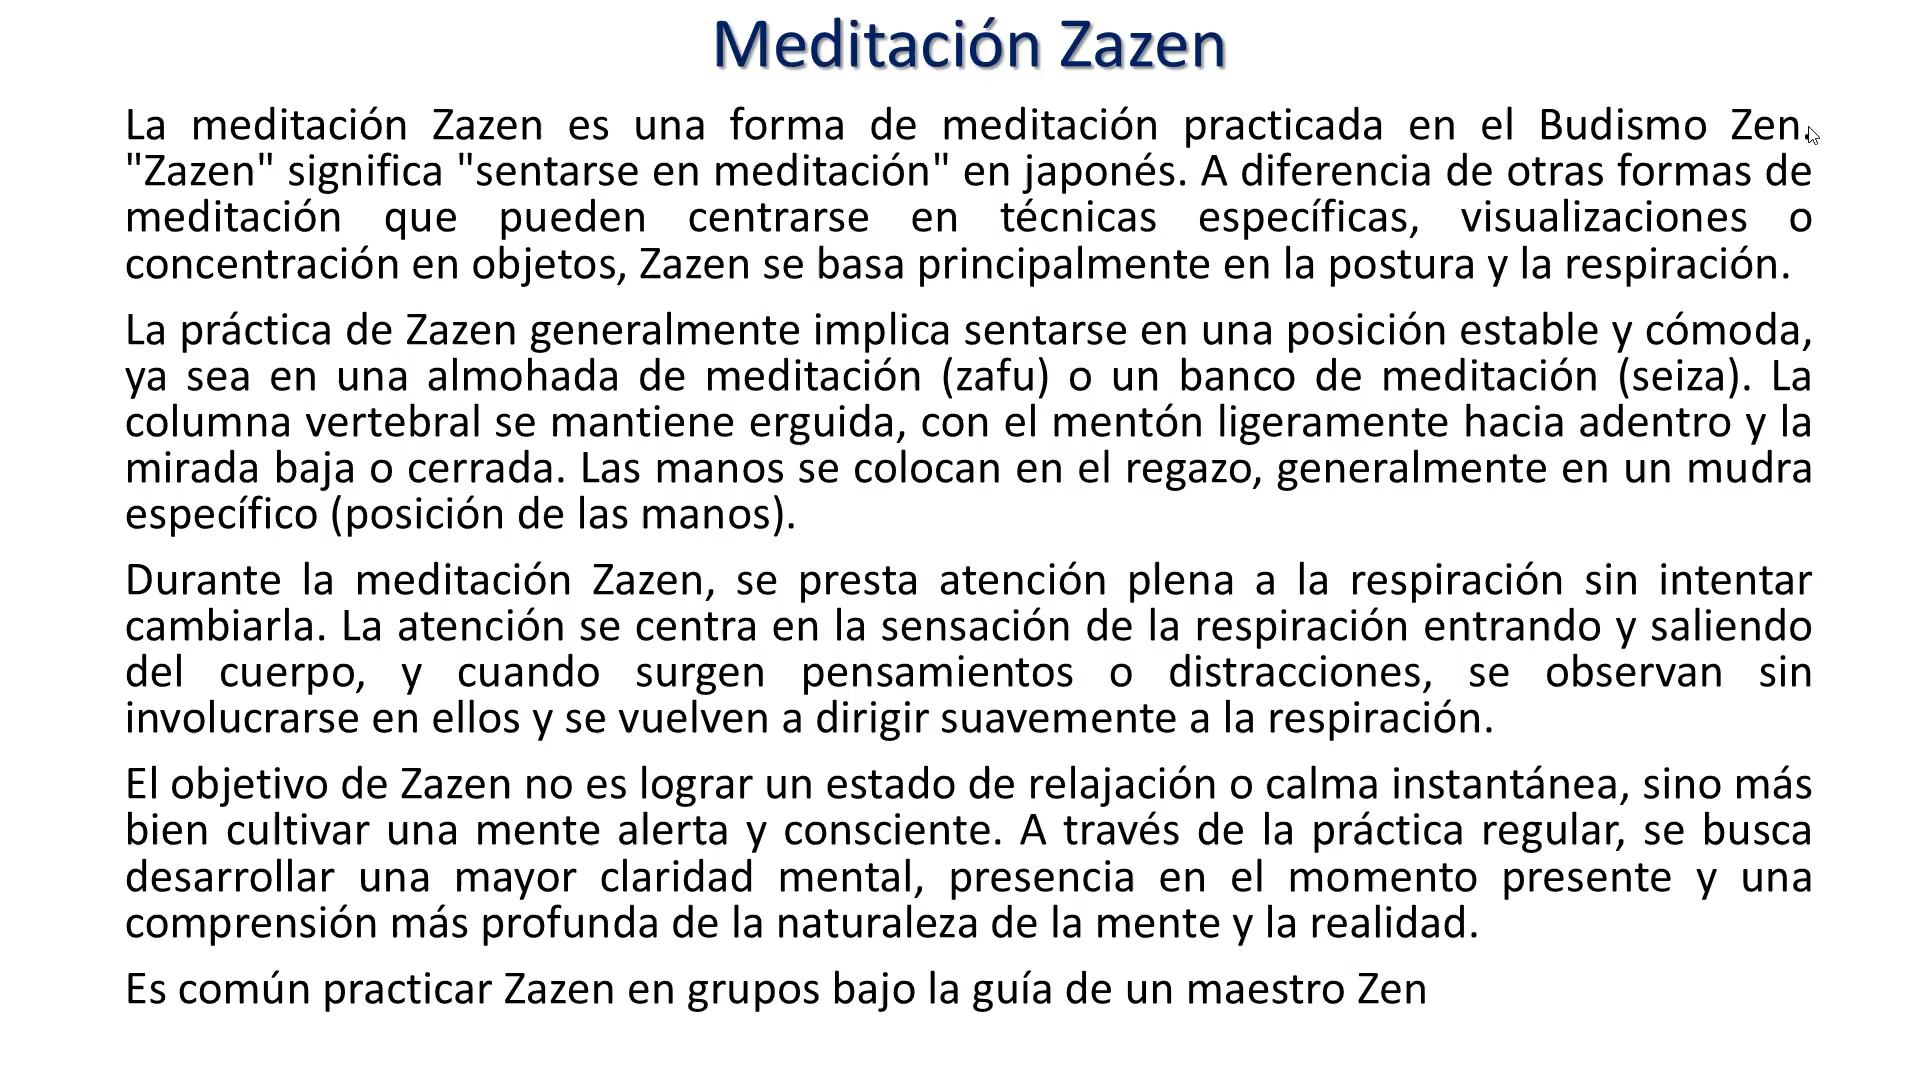 Meditación Zazen
La meditación Zazen es una forma de meditación practicada en el Budismo Zen.
"Zazen" significa "sentarse en meditación" en japonés. A diferencia de otras formas de
meditación que pueden centrarse en técnicas específicas, visualizaciones o
concentración en objetos, Zazen se basa principalmente en la postura y la respiración.
La práctica de Zazen generalmente implica sentarse en una posición estable y cómoda,
ya sea en una almohada de meditación (zafu) o un banco de meditación (seiza). La
columna vertebral se mantiene erguida, con el mentón ligeramente hacia adentro y la
mirada baja o cerrada. Las manos se colocan en el regazo, generalmente en un mudra
específico (posición de las manos).
Durante la meditación Zazen, se presta atención plena a la respiración sin intentar
cambiarla. La atención se centra en la sensación de la respiración entrando y saliendo
del cuerpo, y cuando surgen pensamientos o distracciones, se observan sin
involucrarse en ellos y se vuelven a dirigir suavemente a la respiración.
El objetivo de Zazen no es lograr un estado de relajación o calma instantánea, sino más
bien cultivar una mente alerta y consciente. A través de la práctica regular, se busca
desarrollar una mayor claridad mental, presencia en el momento presente y una
comprensión más profunda de la naturaleza de la mente y la realidad.
Es común practicar Zazen en grupos bajo la guía de un maestro Zen